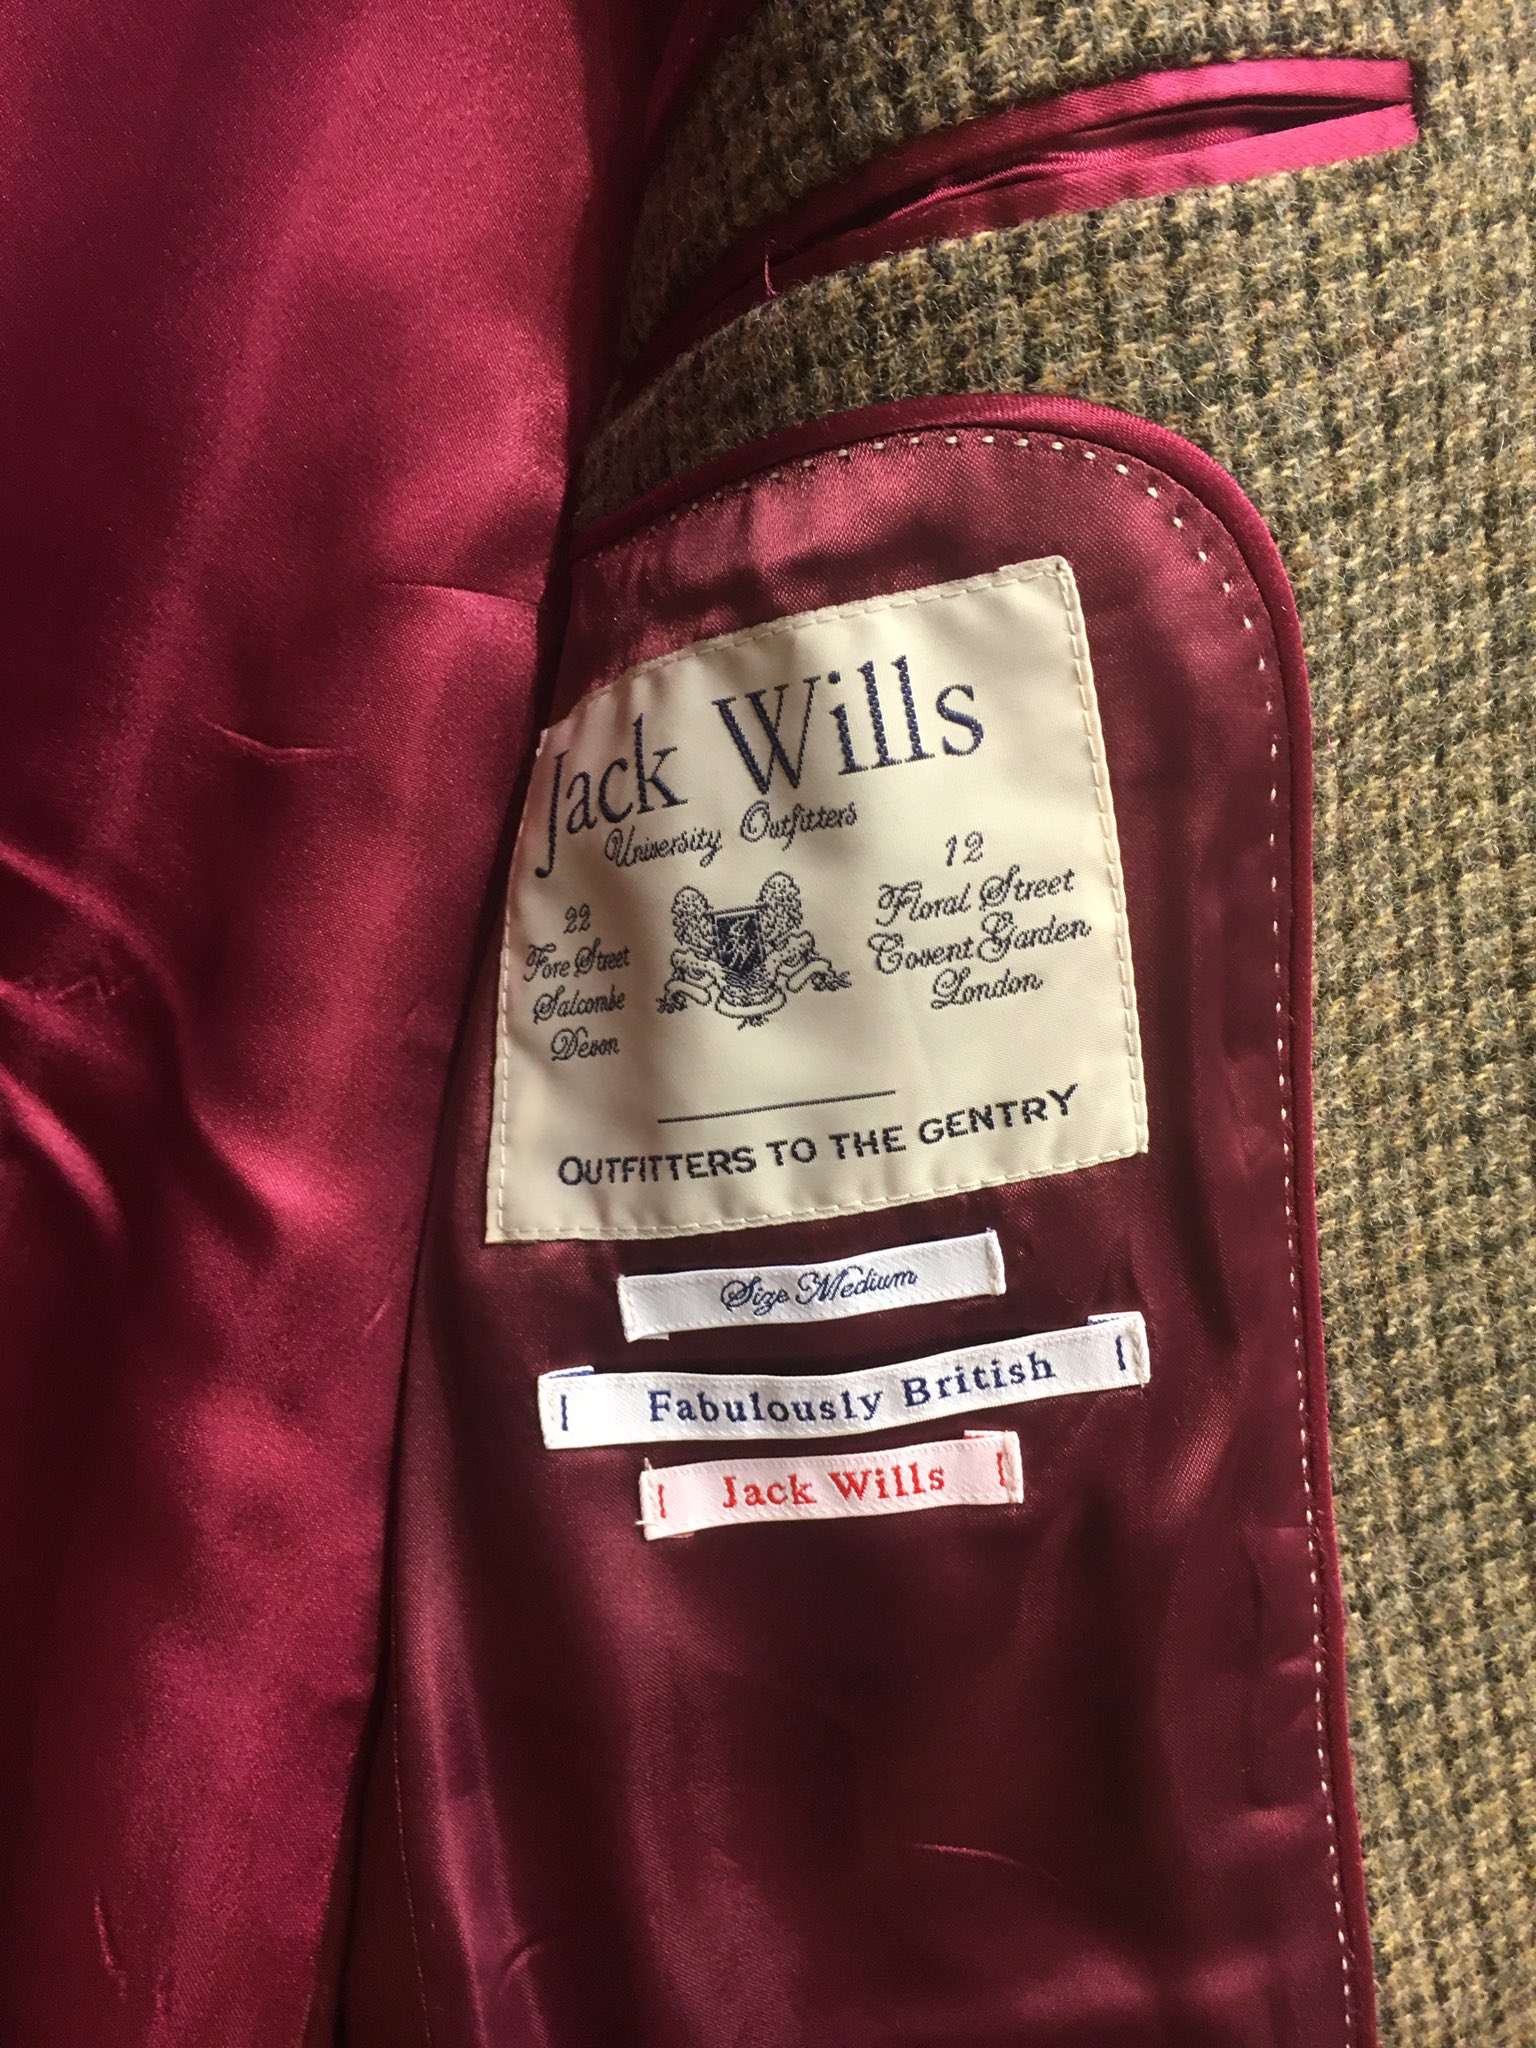 Jack Wills
University Outfitters
22
Fore Street
Salcombe
Devon
12
Floral Street
Covent Garden
London
OUTFITTERS TO THE GENTRY
Size Medium
Fabulously British
Jack Wills